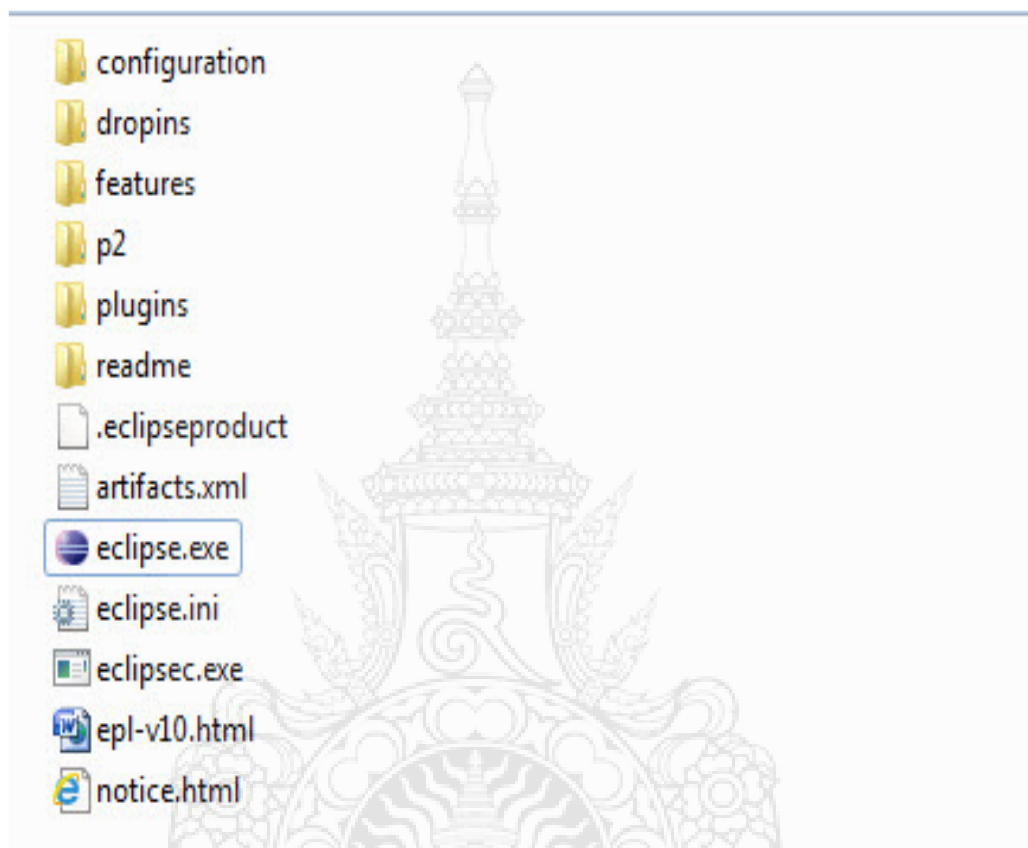 configuration
dropins
features
p2
plugins
readme
.eclipseproduct
artifacts.xml
eclipse.exe
eclipse.ini
eclipsec.exe
epl-v10.html
notice.html